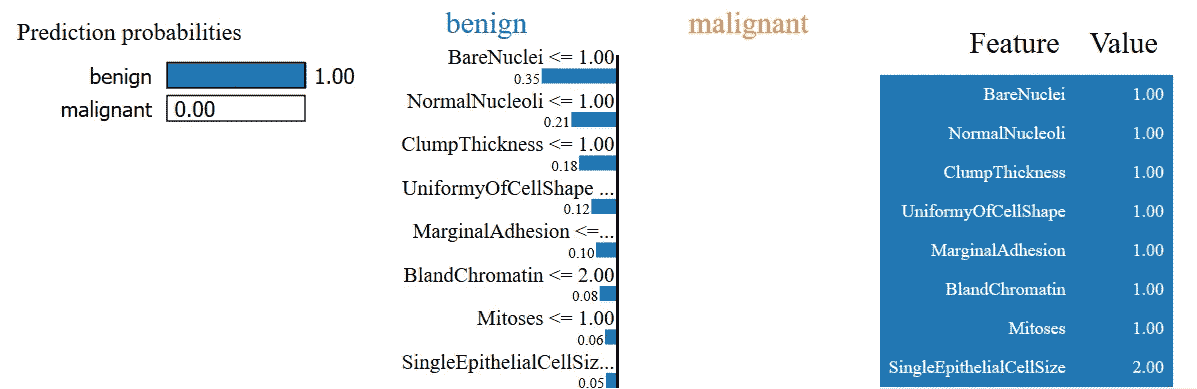 Prediction probabilities
benign 1.00
malignant 0.00
benign malignant
BareNuclei <= 1.00
0.35
NormalNucleoli <= 1.00
0.21
ClumpThickness <= 1.00
0.18
UniformyOfCellShape ...
0.12
MarginalAdhesion <=...
0.10
BlandChromatin <= 2.00
0.08
Mitoses <= 1.00
0.06
SingleEpithelialCellSiz...
0.05
Feature Value
BareNuclei 1.00
NormalNucleoli 1.00
ClumpThickness 1.00
UniformyOfCellShape 1.00
MarginalAdhesion 1.00
BlandChromatin 1.00
Mitoses 1.00
SingleEpithelialCellSize 2.00